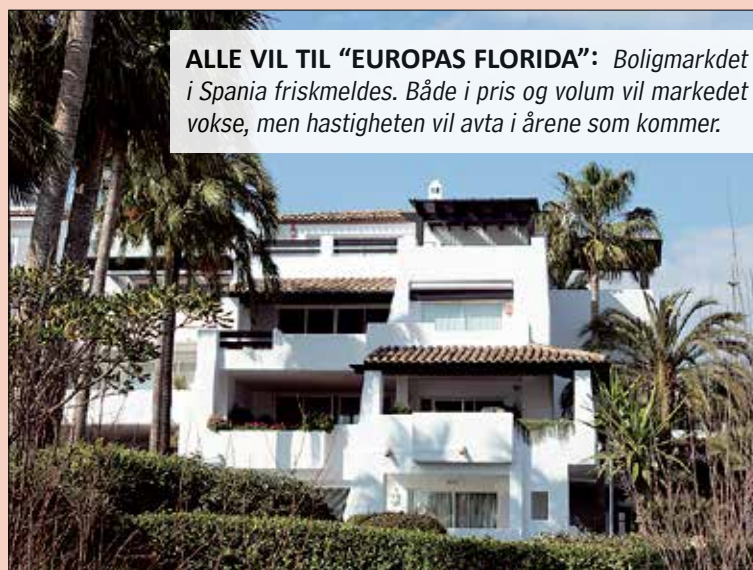 ALLE VIL TIL “EUROPAS FLORIDA”: Boligmarkdet
i Spania friskmeldes. Både i pris og volum vil markedet
vokse, men hastigheten vil avta i årene som kommer.